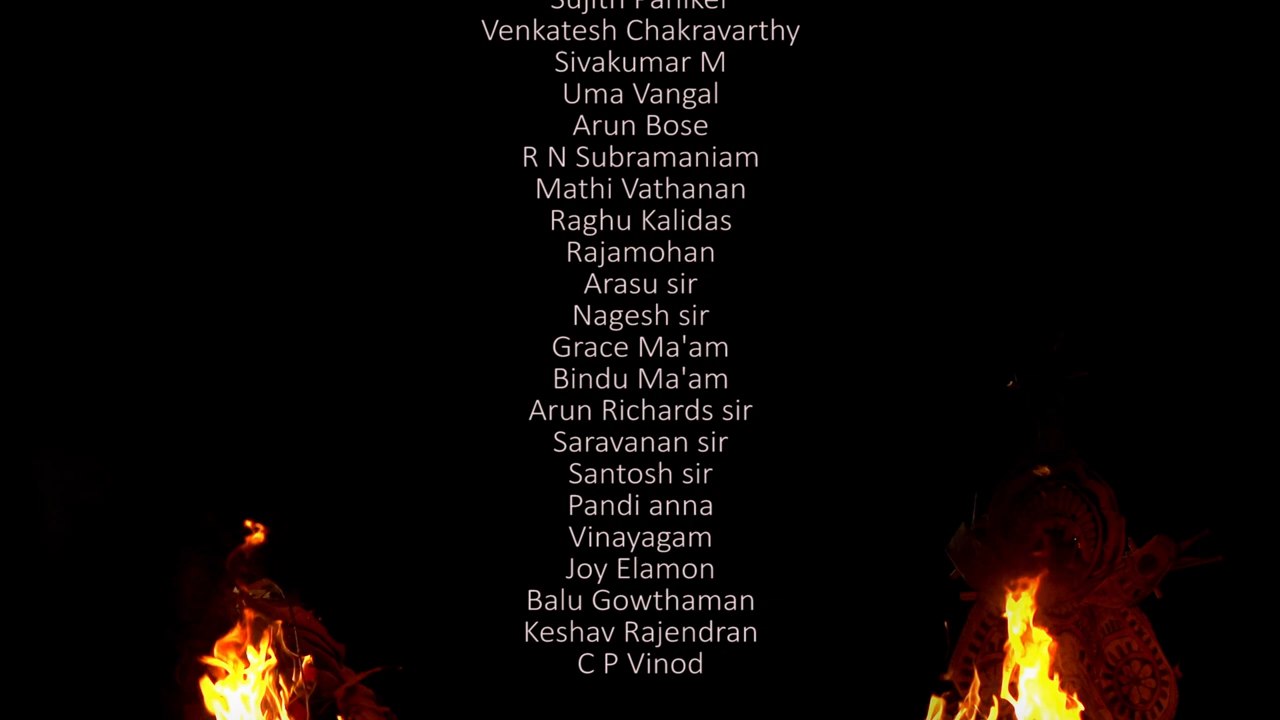 Venkatesh Chakravarthy
Sivakumar M
Uma Vangal
Arun Bose
R N Subramaniam
Mathi Vathanan
Raghu Kalidas
Rajamohan
Arasu sir
Nagesh sir
Grace Ma'am
Bindu Ma'am
Arun Richards sir
Saravanan sir
Santosh sir
Pandi anna
Vinayagam
Joy Elamon
Balu Gowthaman
Keshav Rajendran
C P Vinod